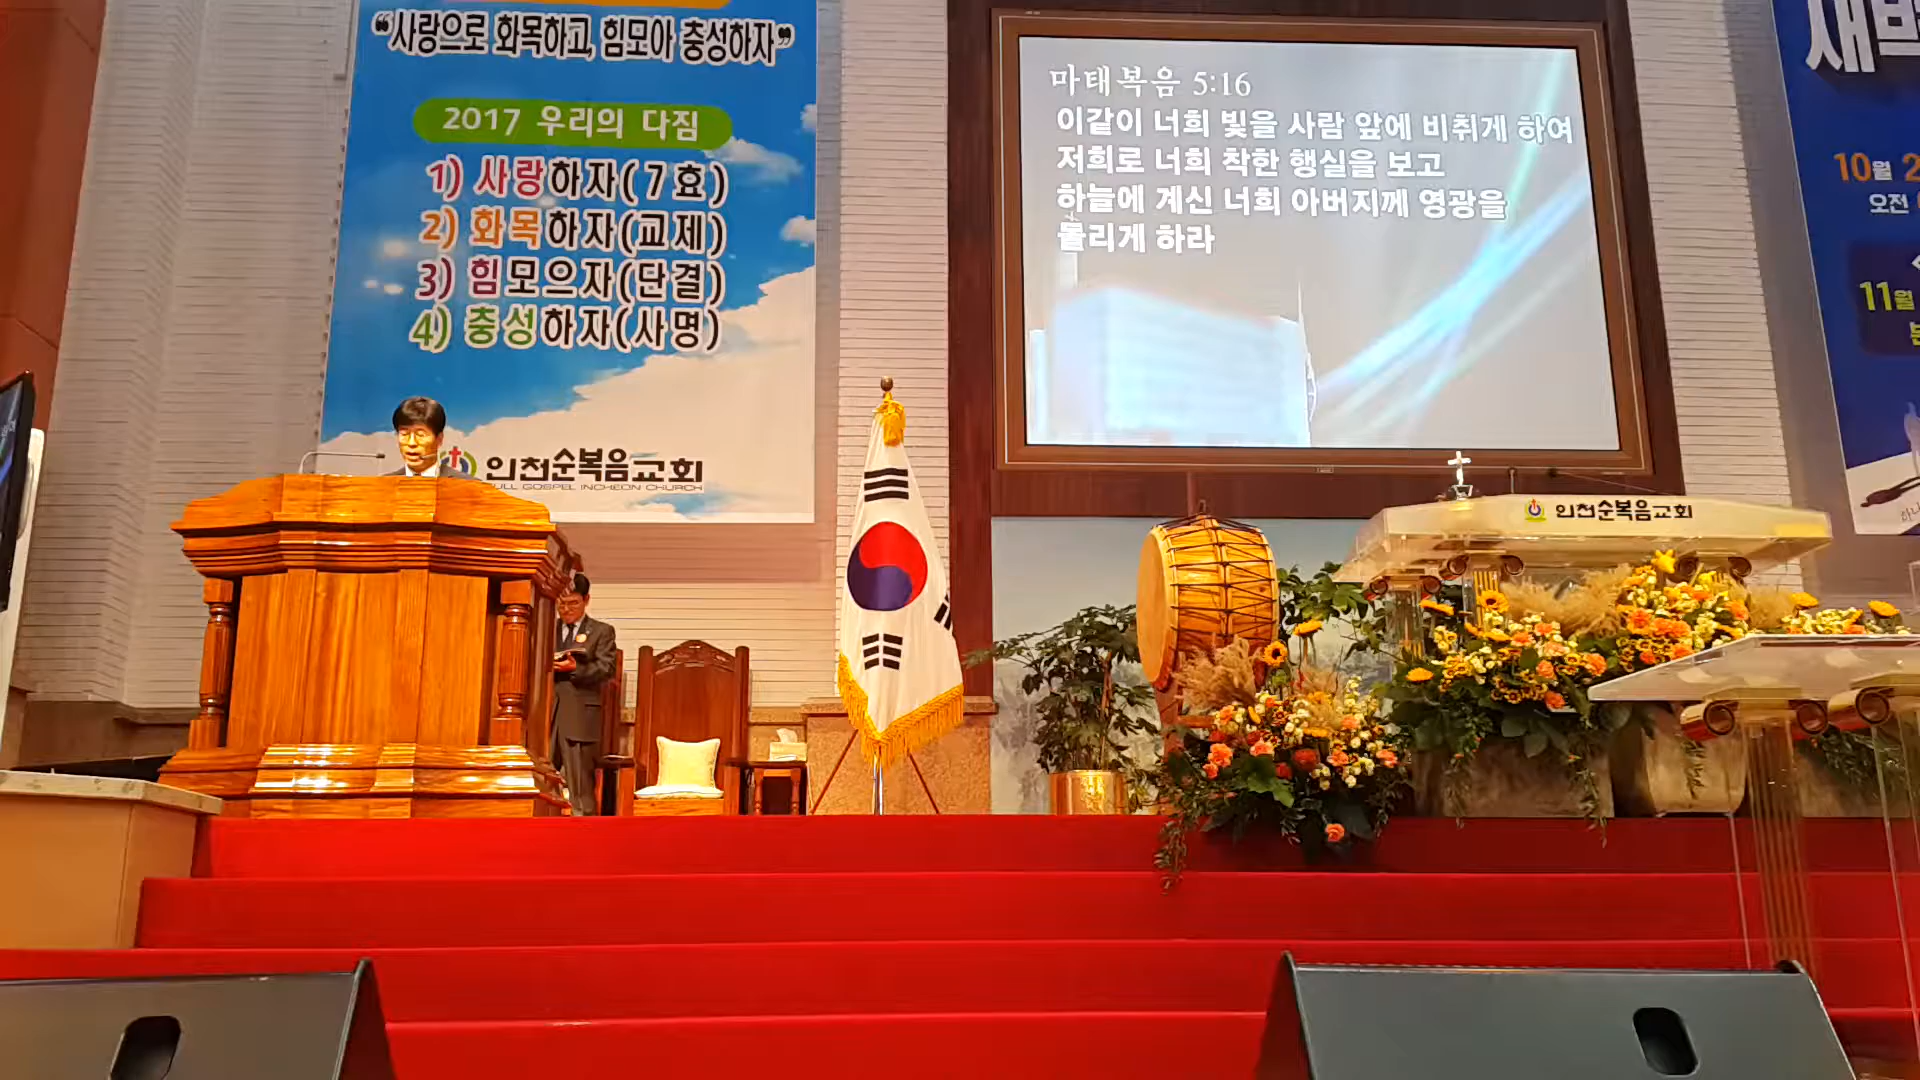 “사랑으로 화목하고, 힘모아 충성하자”
2017 우리의 다짐
1) 사랑하자(7효)
2) 화목하자(교제)
3) 힘모으자(단결)
4) 충성하자(사명)
인천순복음교회
FULL GOSPEL INCHEON CHURCH
마태복음 5:16
이같이 너희 빛을 사람 앞에 비취게 하여
저희로 너희 착한 행실을 보고
하늘에 계신 너희 아버지께 영광을
돌리게 하라
인천순복음교회
새벽
10월 2
오전
11월